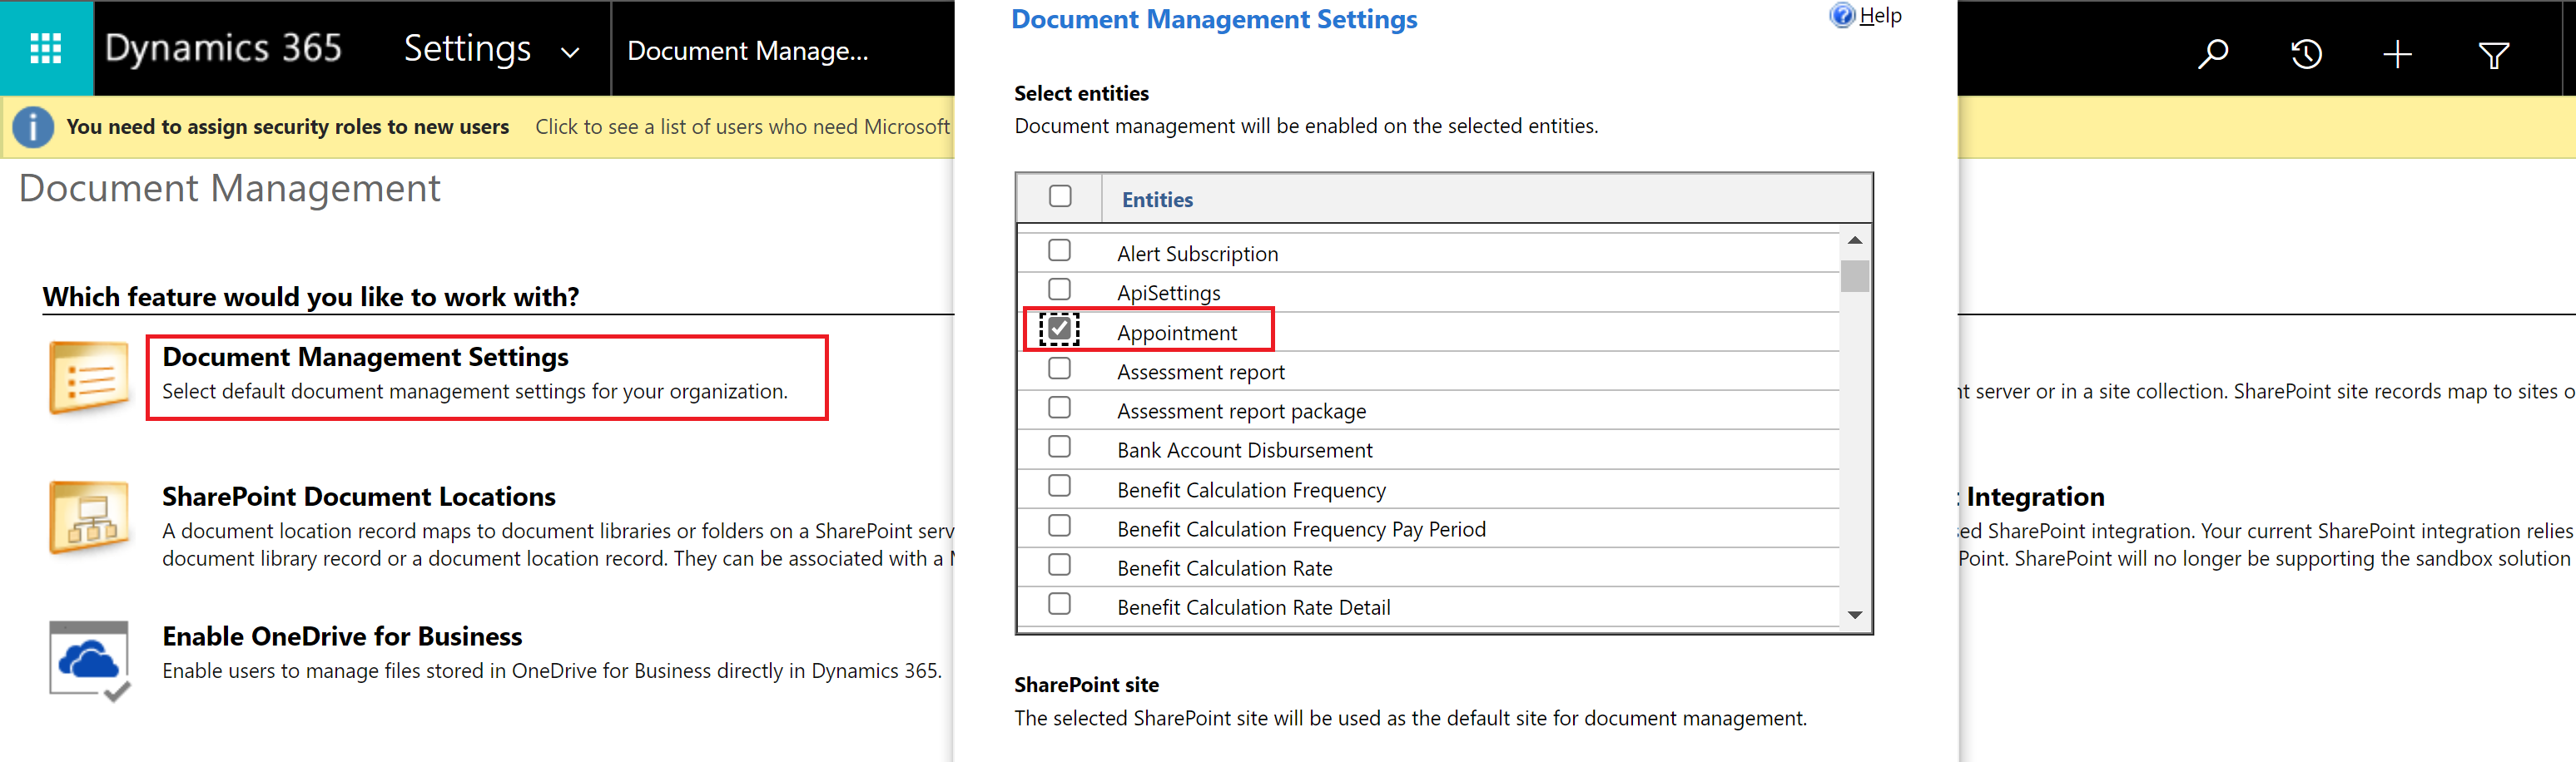 Dynamics 365
Settings
Document Manage...
You need to assign security roles to new users Click to see a list of users who need Microsoft
Document Management
Which feature would you like to work with?
Document Management Settings
Select default document management settings for your organization.
SharePoint Document Locations
A document location record maps to document libraries or folders on a SharePoint serv
document library record or a document location record. They can be associated with a
Enable OneDrive for Business
Enable users to manage files stored in OneDrive for Business directly in Dynamics 365.
Document Management Settings
Help
Select entities
Document management will be enabled on the selected entities.
Entities
Alert Subscription
ApiSettings
Appointment
Assessment report
Assessment report package
Bank Account Disbursement
Benefit Calculation Frequency
Benefit Calculation Frequency Pay Period
Benefit Calculation Rate
Benefit Calculation Rate Detail
SharePoint site
The selected SharePoint site will be used as the default site for document management.
server or in a site collection. SharePoint site records map to sites o
Integration
SharePoint integration. Your current SharePoint integration relies
Point. SharePoint will no longer be supporting the sandbox solution